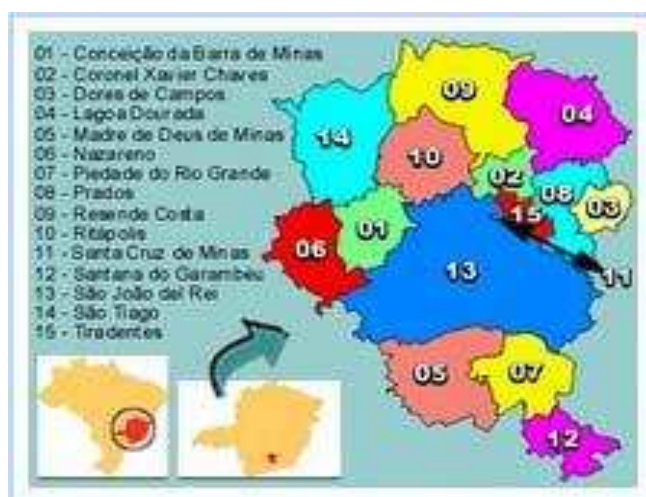 01 - Conceição da Barra de Minas
02 - Coronel Xavier Chaves
03 - Dores de Campos
04 - Lagoa Dourada
05 - Madre de Deus de Minas
06 - Nazareno
07 - Piedade do Rio Grande
08 - Prados
09 - Resende Costa
10 - Ritápolis
11 - Santa Cruz de Minas
12 - Santana do Garambéu
13 - São João del Rei
14 - São Tiago
15 - Tiradentes
09
04
14
10
02
08
03
15
01
06
13
11
05
07
12